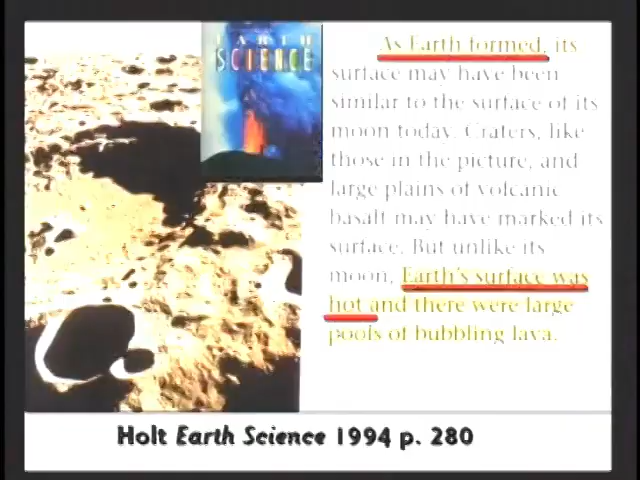 EARTH
SCIENCE
As Earth formed, its
surface may have been
similar to the surface of its
moon today. Craters, like
those in the picture, and
large plains of volcanic
basalt may have marked its
surface. But unlike its
moon, Earth's surface was
hot and there were large
pools of bubbling lava.
Holt Earth Science 1994 p. 280